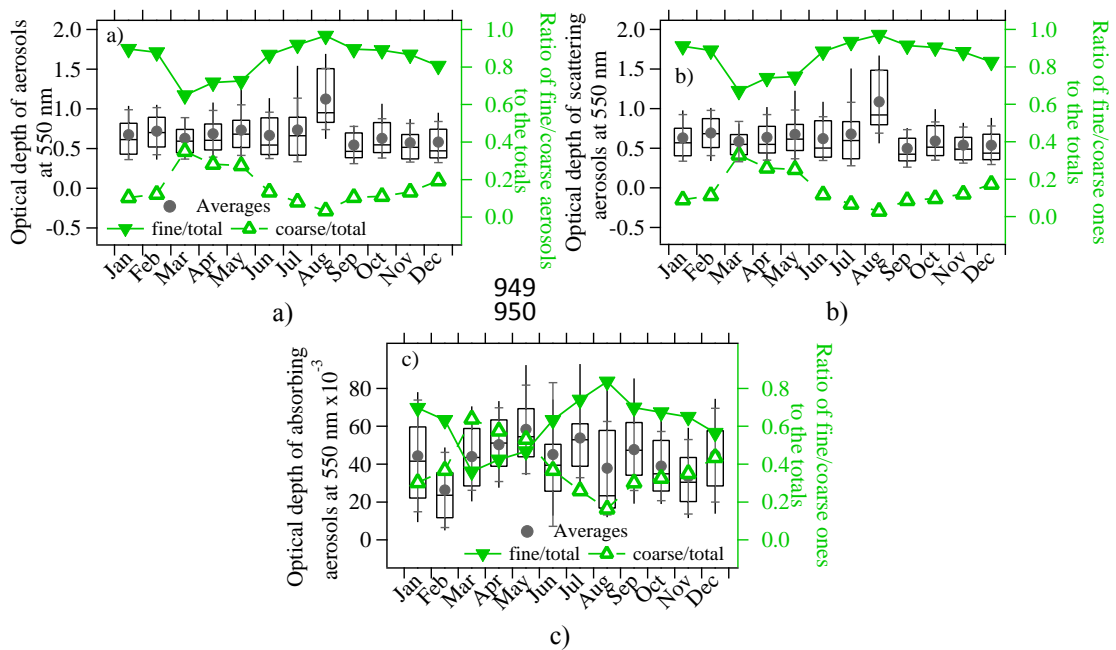 a)
Optical depth of aerosols
at 550 nm
2.0
1.5
1.0
0.5
0.0
-0.5
Averages
fine/total
coarse/total
1.0
0.8
0.6
0.4
0.2
0.0
Ratio of fine/coarse aerosols
to the totals
Jan
Feb
Mar
Apr
May
Jun
Jul
Aug
Sep
Oct
Nov
Dec
a)
b)
Optical depth of scattering
aerosols at 550 nm
2.0
1.5
1.0
0.5
0.0
-0.5
1.0
0.8
0.6
0.4
0.2
0.0
Ratio of fine/coarse ones
to the totals
Jan
Feb
Mar
Apr
May
Jun
Jul
Aug
Sep
Oct
Nov
Dec
b)
949
950
c)
Optical depth of absorbing
aerosols at 550 nm x10-3
80
60
40
20
0
Averages
fine/total
coarse/total
0.8
0.6
0.4
0.2
0.0
Ratio of fine/coarse ones
to the totals
Jan
Feb
Mar
Apr
May
Jun
Jul
Aug
Sep
Oct
Nov
Dec
c)